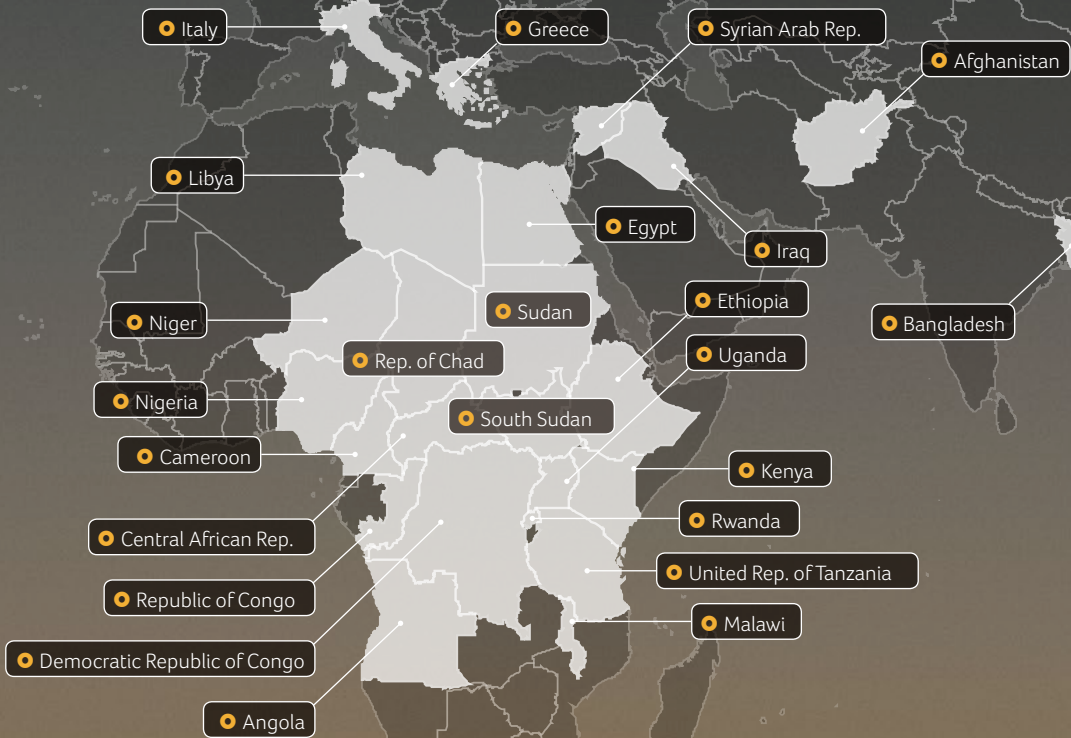 Italy
Greece
Syrian Arab Rep.
Afghanistan
Libya
Egypt
Iraq
Ethiopia
Sudan
Niger
Bangladesh
Rep. of Chad
Uganda
Nigeria
South Sudan
Cameroon
Kenya
Rwanda
Central African Rep.
United Rep. of Tanzania
Republic of Congo
Malawi
Democratic Republic of Congo
Angola